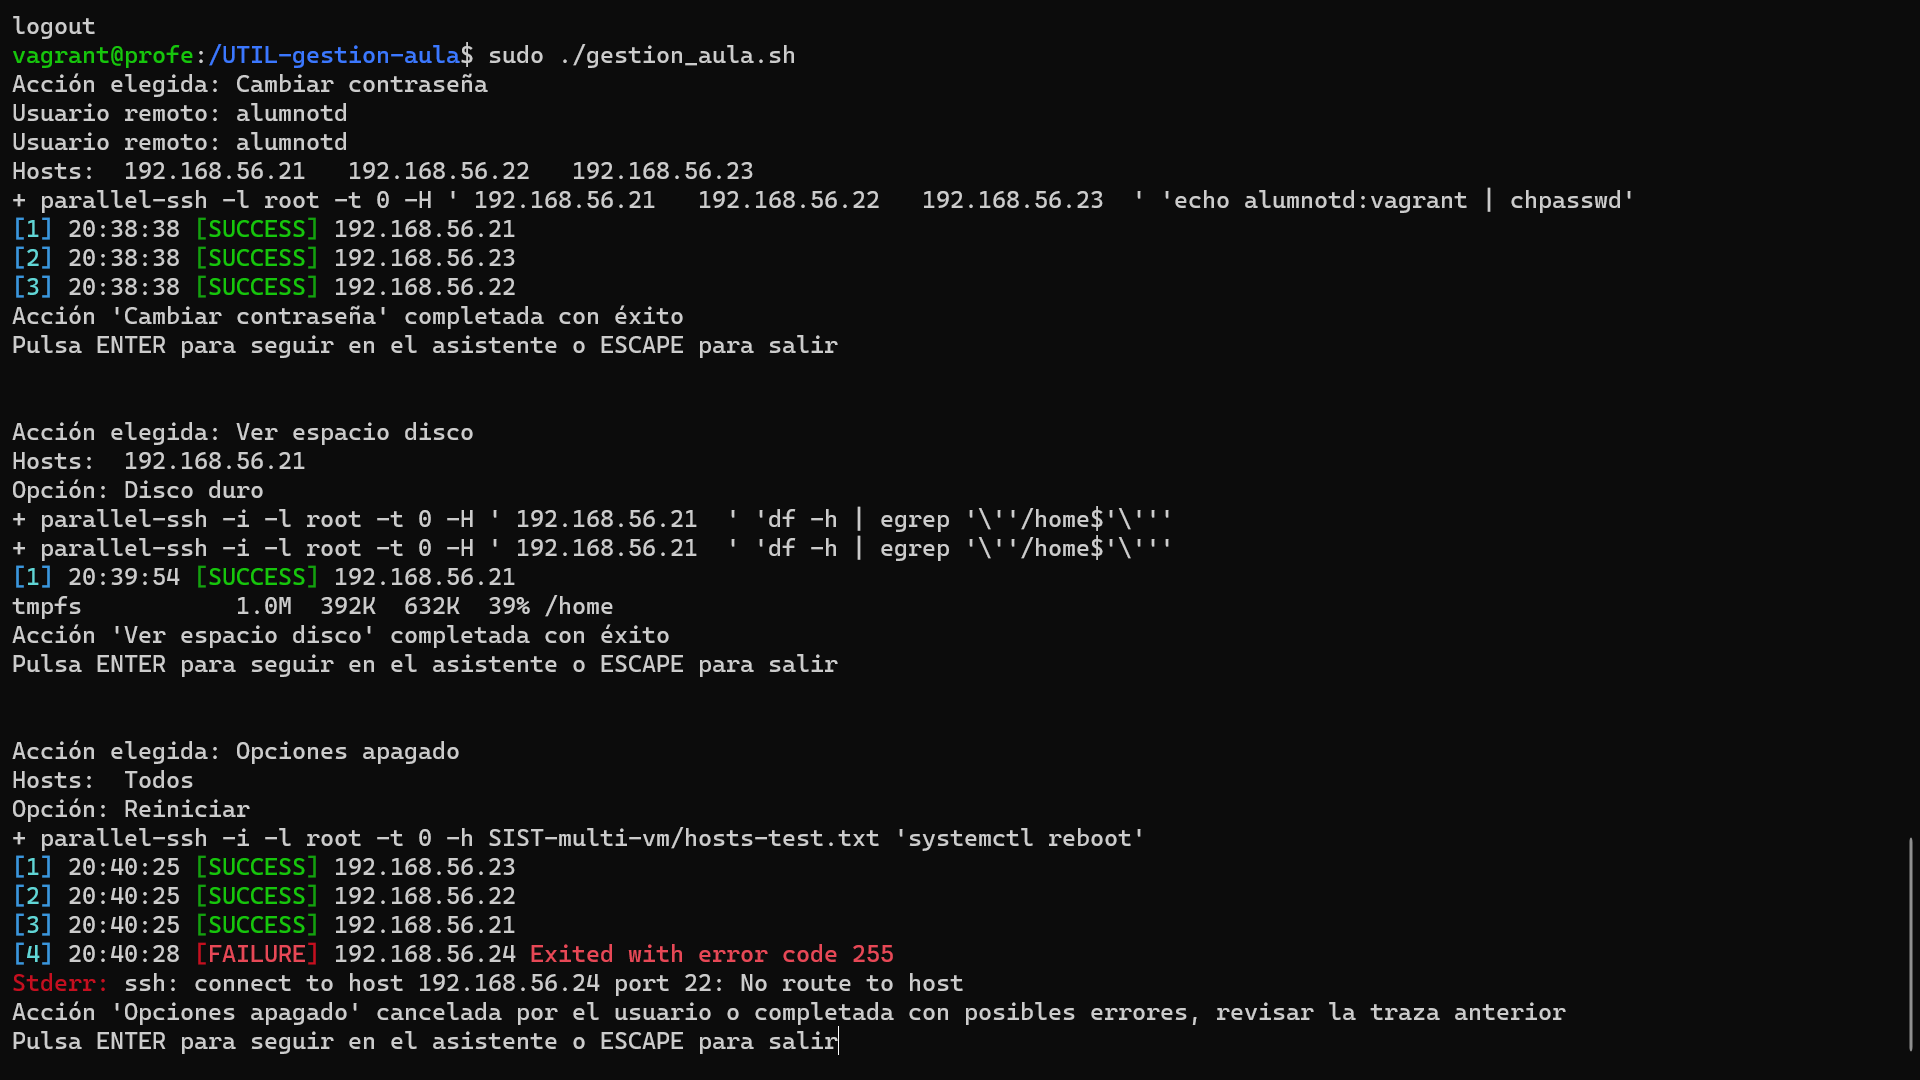 logout
vagrant@profe:/UTIL-gestion-aula$ sudo ./gestion_aula.sh
Acción elegida: Cambiar contraseña
Usuario remoto: alumnotd
Usuario remoto: alumnotd
Hosts:  192.168.56.21   192.168.56.22   192.168.56.23
+ parallel-ssh -l root -t 0 -H ' 192.168.56.21   192.168.56.22   192.168.56.23  ' 'echo alumnotd:vagrant | chpasswd'
[1] 20:38:38 [SUCCESS] 192.168.56.21
[2] 20:38:38 [SUCCESS] 192.168.56.23
[3] 20:38:38 [SUCCESS] 192.168.56.22
Acción 'Cambiar contraseña' completada con éxito
Pulsa ENTER para seguir en el asistente o ESCAPE para salir
Acción elegida: Ver espacio disco
Hosts:  192.168.56.21
Opción: Disco duro
+ parallel-ssh -i -l root -t 0 -H ' 192.168.56.21  ' 'df -h | egrep '\''/home$'\'''
+ parallel-ssh -i -l root -t 0 -H ' 192.168.56.21  ' 'df -h | egrep '\''/home$'\'''
[1] 20:39:54 [SUCCESS] 192.168.56.21
tmpfs           1.0M  392K  632K  39% /home
Acción 'Ver espacio disco' completada con éxito
Pulsa ENTER para seguir en el asistente o ESCAPE para salir
Acción elegida: Opciones apagado
Hosts:  Todos
Opción: Reiniciar
+ parallel-ssh -i -l root -t 0 -h SIST-multi-vm/hosts-test.txt 'systemctl reboot'
[1] 20:40:25 [SUCCESS] 192.168.56.23
[2] 20:40:25 [SUCCESS] 192.168.56.22
[3] 20:40:25 [SUCCESS] 192.168.56.21
[4] 20:40:28 [FAILURE] 192.168.56.24 Exited with error code 255
Stderr: ssh: connect to host 192.168.56.24 port 22: No route to host
Acción 'Opciones apagado' cancelada por el usuario o completada con posibles errores, revisar la traza anterior
Pulsa ENTER para seguir en el asistente o ESCAPE para salir